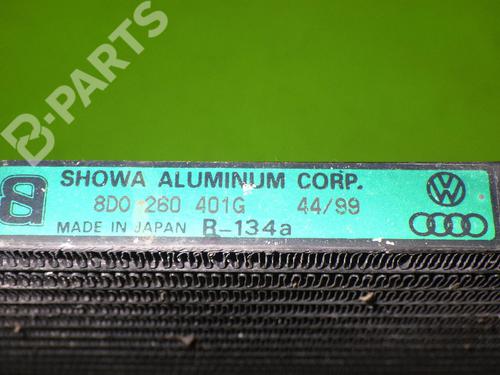 B-PARTS
SHOWA ALUMINUM CORP.
8D0 260 401G 44/99
MADE IN JAPAN R-134a